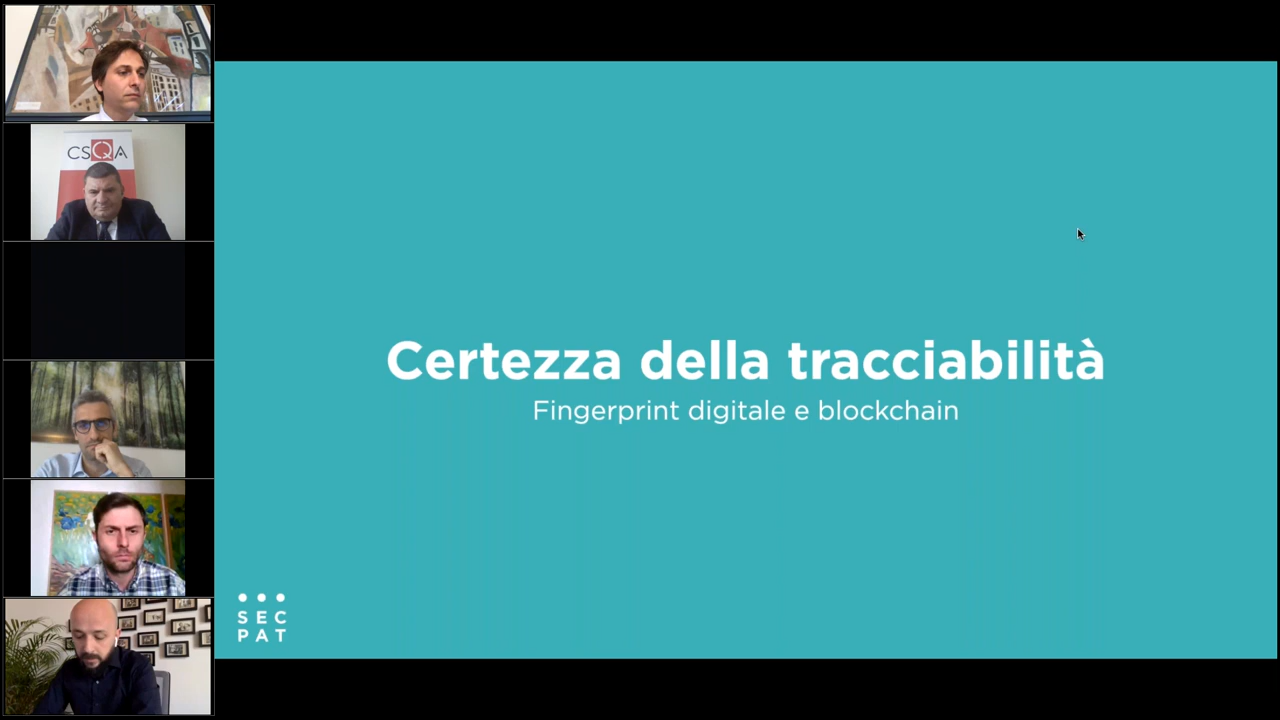 CSQA
Certezza della tracciabilità
Fingerprint digitale e blockchain
SEC
PAT